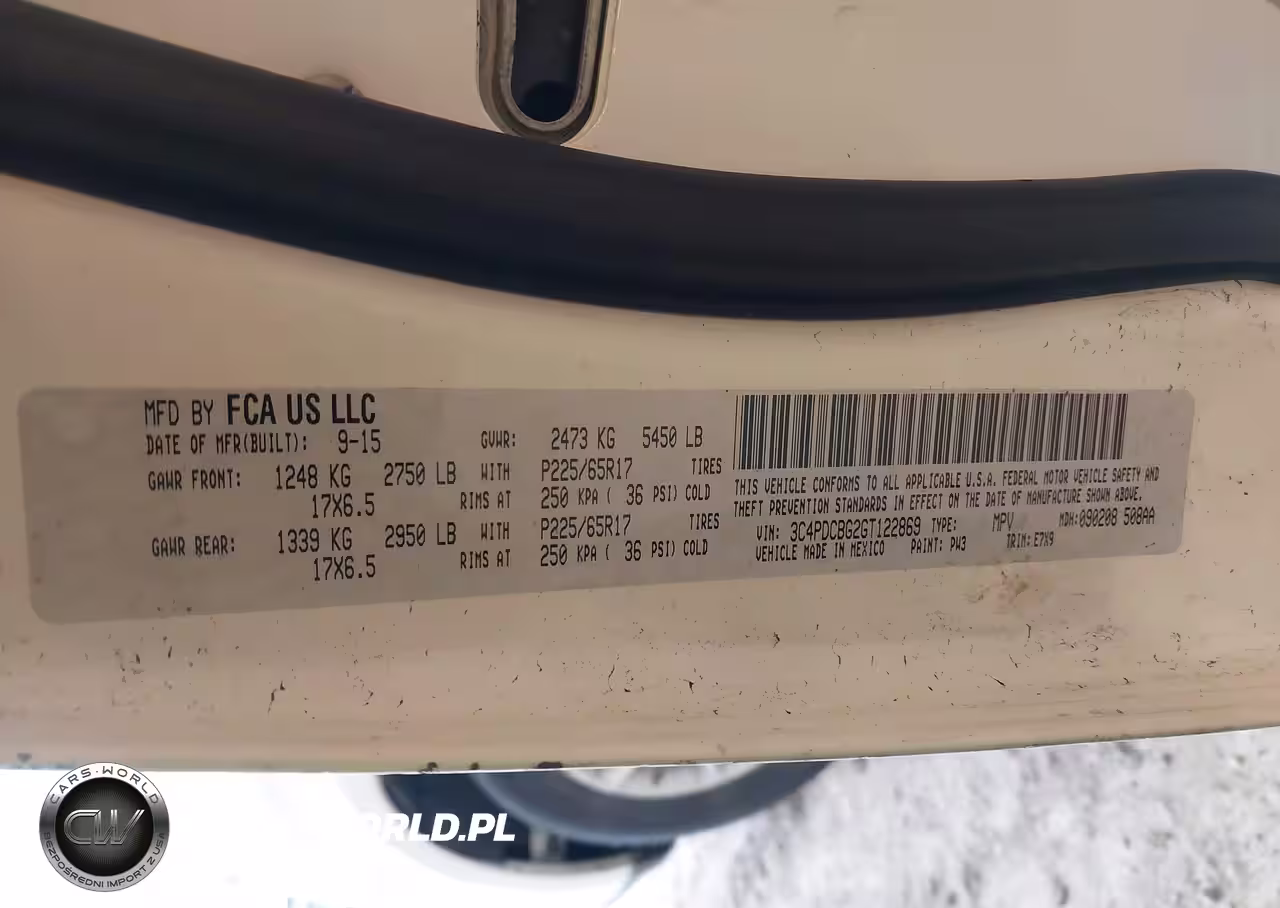 MFD BY FCA US LLC
DATE OF MFR(BUILT): 9-15 GVWR: 2473 KG 5450 LB
GAWR FRONT: 1248 KG 2750 LB WITH P225/65R17 TIRES
17X6.5 RIMS AT 250 KPA ( 36 PSI) COLD
GAWR REAR: 1339 KG 2950 LB WITH P225/65R17 TIRES
17X6.5 RIMS AT 250 KPA ( 36 PSI) COLD
THIS VEHICLE CONFORMS TO ALL APPLICABLE U.S.A. FEDERAL MOTOR VEHICLE SAFETY AND
THEFT PREVENTION STANDARDS IN EFFECT ON THE DATE OF MANUFACTURE SHOWN ABOVE.
VIN: 3C4PDCBG2GT122869 TYPE: MPV MDH:090208 508AA
VEHICLE MADE IN MEXICO PAINT: PW3 TRIM: E7X9
CARS-WORLD
CW
BEZPOŚREDNI IMPORT Z USA
ORLD.PL